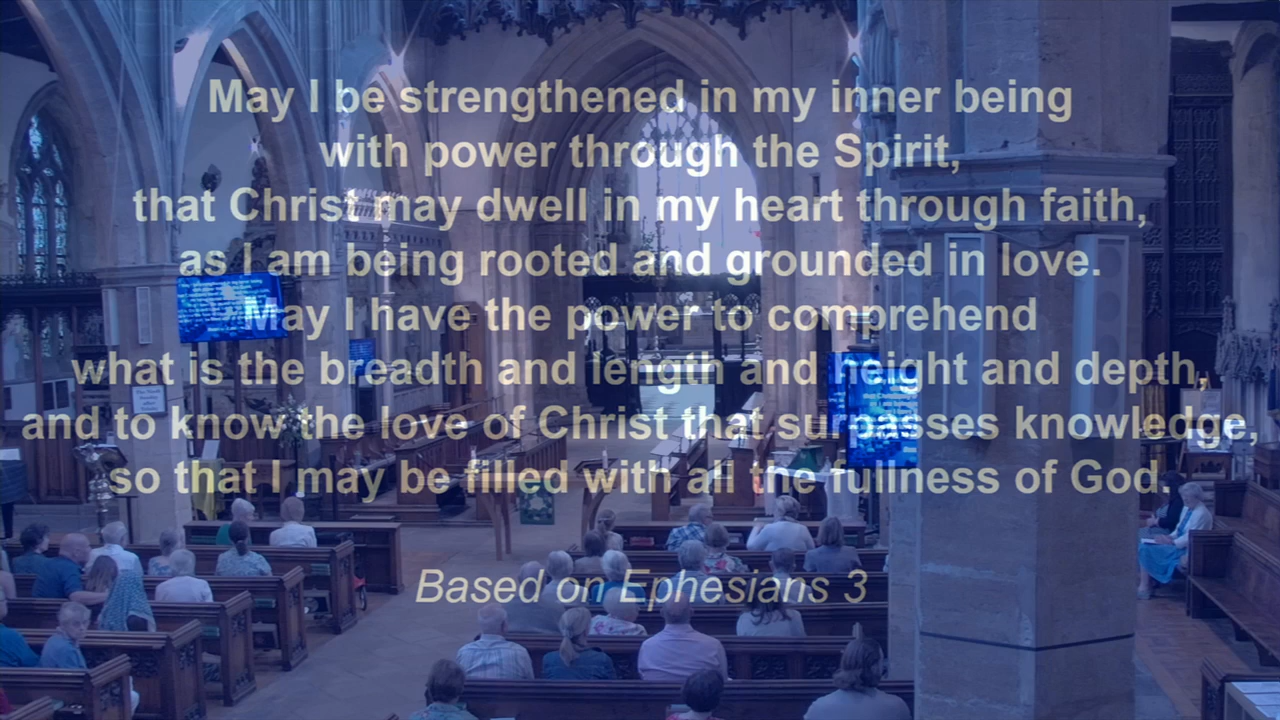 May I be strengthened in my inner being
with power through the Spirit,
that Christ may dwell in my heart through faith,
as I am being rooted and grounded in love.
May I have the power to comprehend
what is the breadth and length and height and depth,
and to know the love of Christ that surpasses knowledge,
so that I may be filled with all the fullness of God.
Based on Ephesians 3